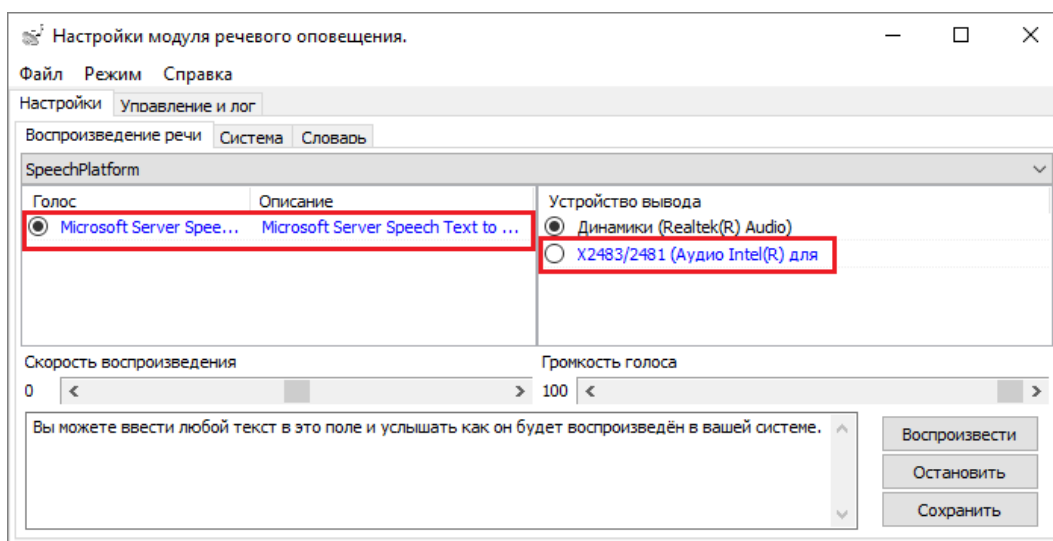 Настройки модуля речевого оповещения.
Файл Режим Справка
Настройки Управление и лог
Воспроизведение речи Система Словарь
SpeechPlatform
Голос Описание Устройство вывода
Microsoft Server Spee... Microsoft Server Speech Text to ... Динамики (Realtek(R) Audio)
X2483/2481 (Аудио Intel(R) для
Скорость воспроизведения Громкость голоса
0 100
Вы можете ввести любой текст в это поле и услышать как он будет воспроизведён в вашей системе.
Воспроизвести
Остановить
Сохранить